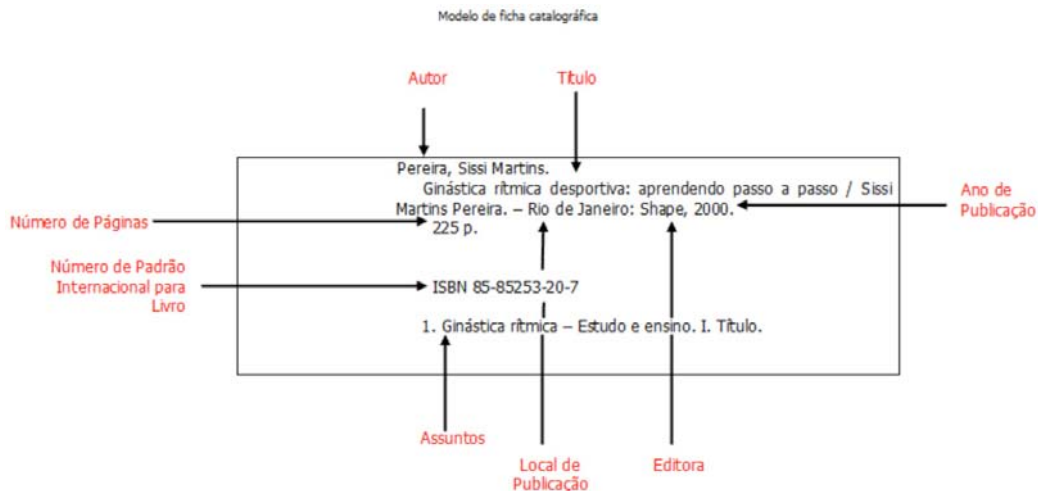 Modelo de ficha catalográfica
Autor
Título
Pereira, Sissi Martins.
Ginástica rítmica desportiva: aprendendo passo a passo / Sissi
Martins Pereira. – Rio de Janeiro: Shape, 2000.
225 p.
Ano de
Publicação
Número de Páginas
Número de Padrão
Internacional para
Livro
ISBN 85-85253-20-7
1. Ginástica rítmica – Estudo e ensino. I. Título.
Assuntos
Local de
Publicação
Editora